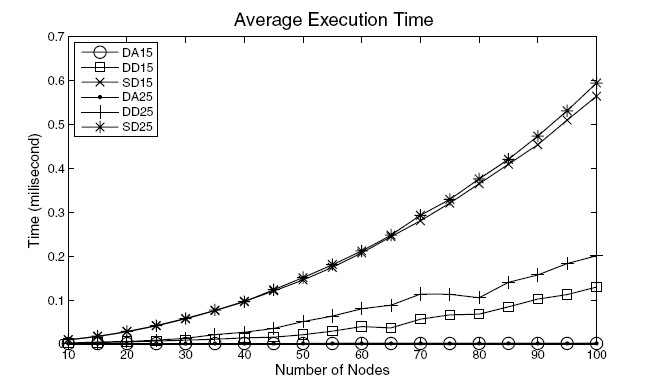 Average Execution Time
0.7
0.6
0.5
0.4
0.3
0.2
0.1
0
Time (milisecond)
DA15
DD15
SD15
DA25
DD25
SD25
10 20 30 40 50 60 70 80 90 100
Number of Nodes